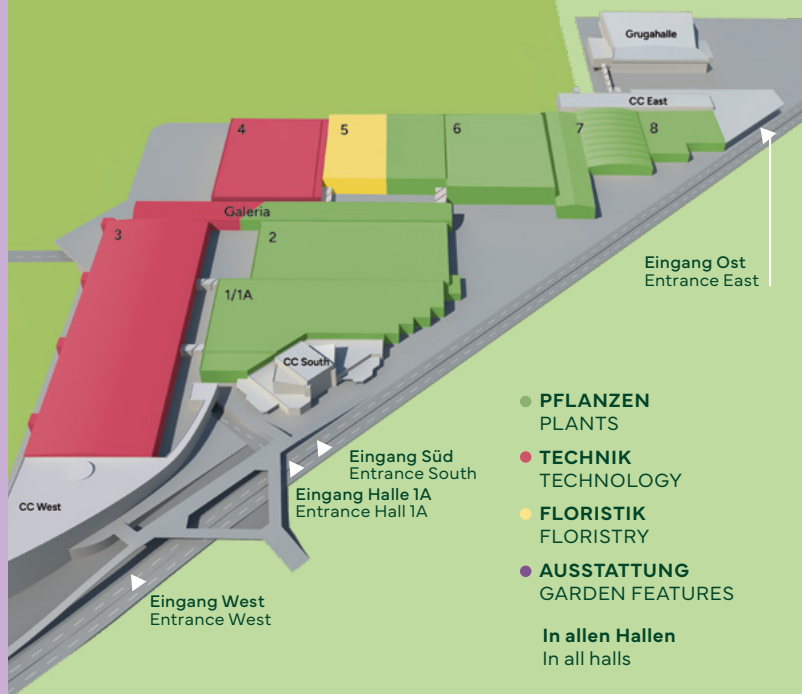 Grugahalle
CC East
4
5
6
7
8
Galeria
3
2
Eingang Ost
Entrance East
1/1A
CC South
PFLANZEN
PLANTS
Eingang Süd
Entrance South
TECHNIK
TECHNOLOGY
Eingang Halle 1A
Entrance Hall 1A
CC West
FLORISTIK
FLORISTRY
AUSSTATTUNG
GARDEN FEATURES
Eingang West
Entrance West
In allen Hallen
In all halls